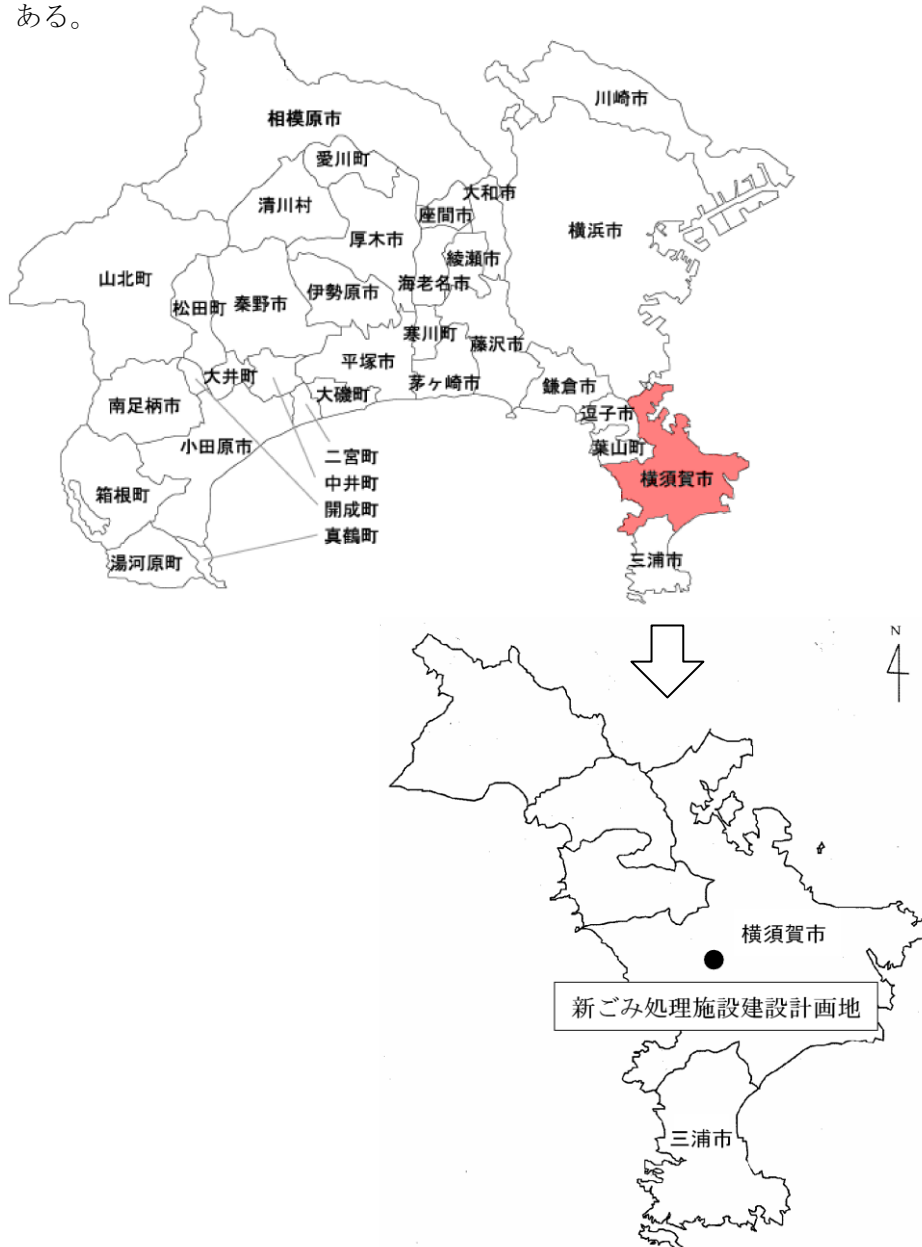 ある。
川崎市
相模原市
愛川町
大和市
清川村
座間市
横浜市
厚木市
綾瀬市
山北町
海老名市
伊勢原市
松田町
秦野市
寒川町
藤沢市
平塚市
大井町
鎌倉市
茅ヶ崎市
大磯町
南足柄市
逗子市
小田原市
葉山町
二宮町
横須賀市
中井町
箱根町
開成町
真鶴町
湯河原町
三浦市
N
横須賀市
新ごみ処理施設建設計画地
三浦市